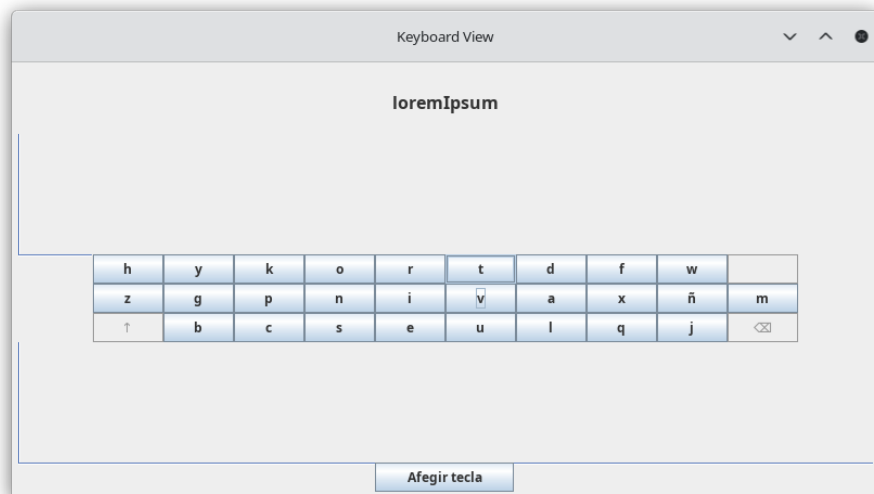 Keyboard View
loremIpsum
h y k o r t d f w
z g p n i v a x ñ m
↑ b c s e u l q j ⌫
Afegir tecla